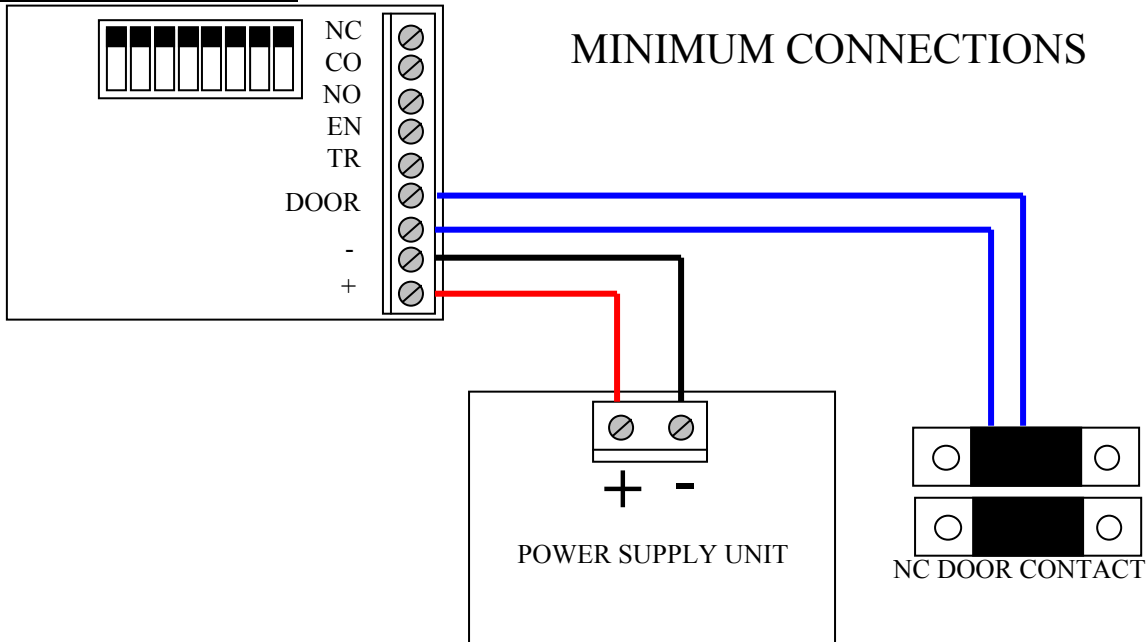 NC
MINIMUM CONNECTIONS
CO
NO
EN
TR
DOOR
-
+
+ -
POWER SUPPLY UNIT
NC DOOR CONTACT